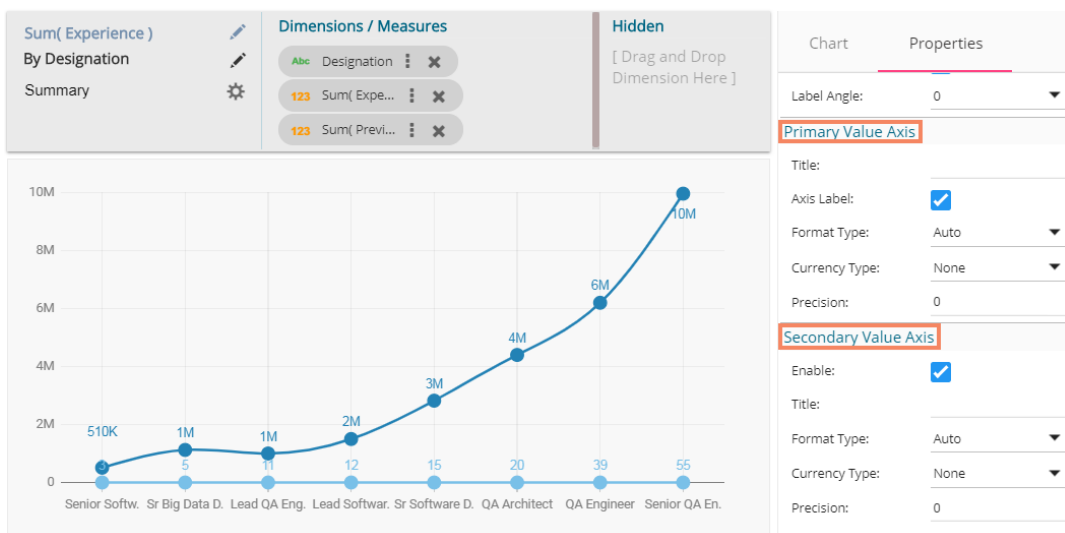 Sum( Experience )
By Designation
Summary
Dimensions / Measures
Abc Designation
123 Sum( Expe...
123 Sum( Previ...
Hidden
[ Drag and Drop
Dimension Here ]
Chart Properties
Label Angle: 0
Primary Value Axis
Title:
Axis Label:
Format Type: Auto
Currency Type: None
Precision: 0
Secondary Value Axis
Enable:
Title:
Format Type: Auto
Currency Type: None
Precision: 0
10M
8M
6M
4M
2M
0
510K 1M 1M 2M 3M 4M 6M 10M
3 5 11 12 15 20 39 55
Senior Softw. Sr Big Data D. Lead QA Eng. Lead Softwar. Sr Software D. QA Architect QA Engineer Senior QA En.